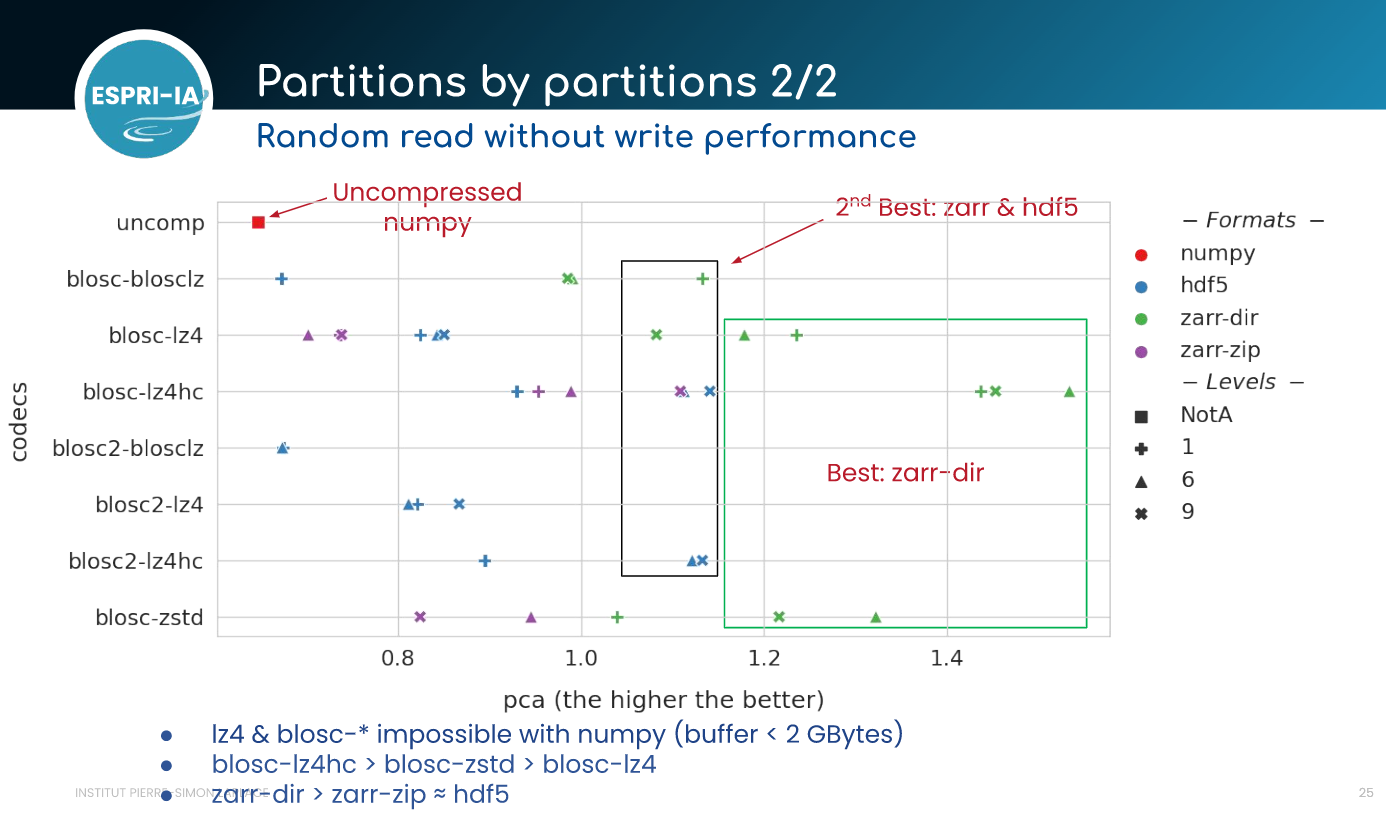 ESPRI-IA
Partitions by partitions 2/2
Random read without write performance
Uncompressed
numpy
2nd Best: zarr & hdf5
uncomp
blosc-blosclz
blosc-lz4
blosc-lz4hc
blosc2-blosclz
blosc2-lz4
blosc2-lz4hc
blosc-zstd
codecs
Best: zarr-dir
0.8
1.0
1.2
1.4
pca (the higher the better)
– Formats –
numpy
hdf5
zarr-dir
zarr-zip
– Levels –
NotA
1
6
9
● lz4 & blosc-* impossible with numpy (buffer < 2 GBytes)
● blosc-lz4hc > blosc-zstd > blosc-lz4
● zarr-dir > zarr-zip ≈ hdf5
INSTITUT PIERRE-SIMON LAPLACE
25